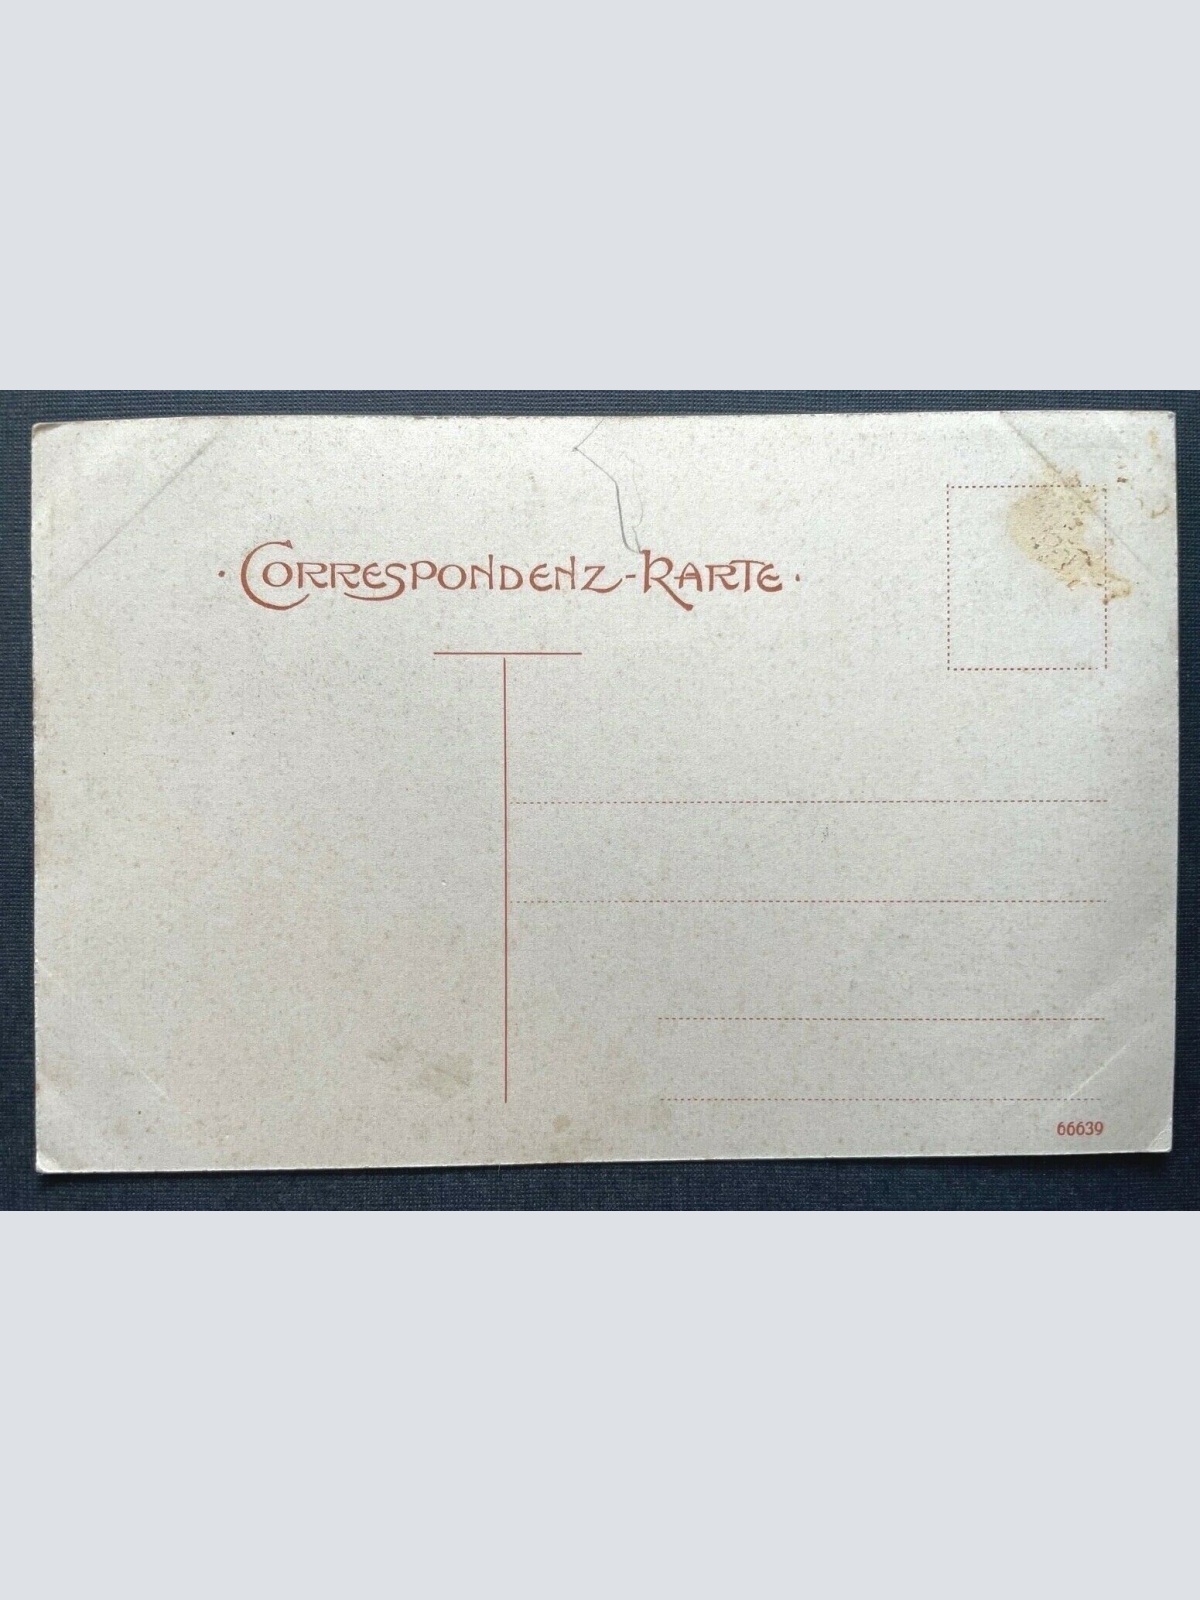 · CORRESPONDENZ-KARTE ·
66639